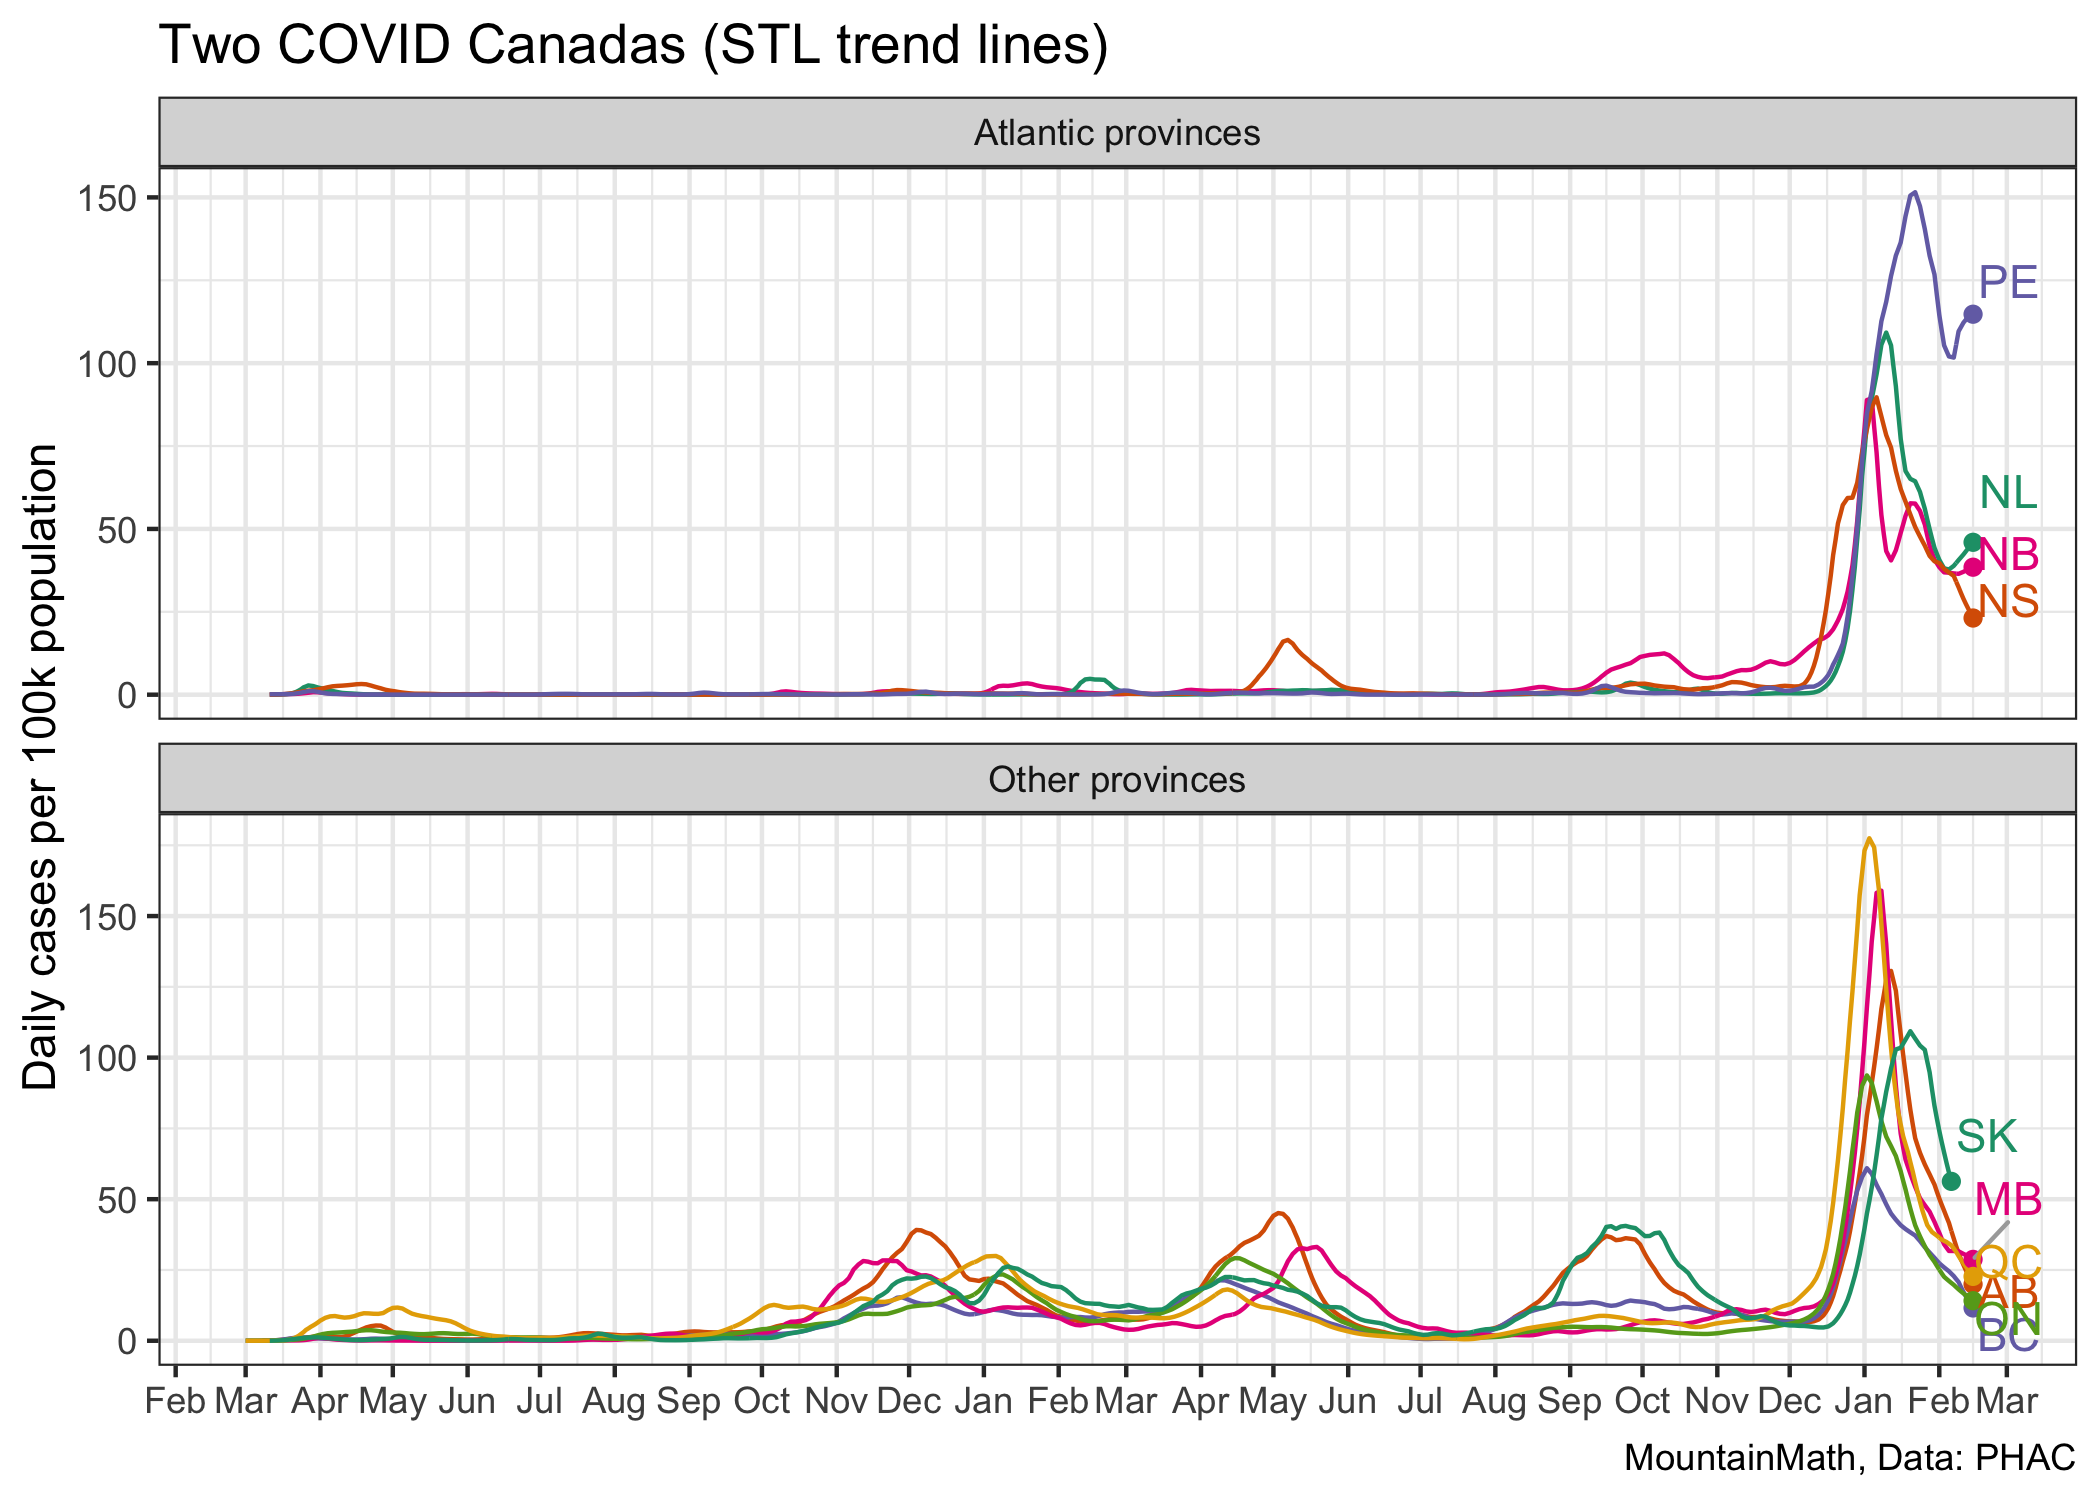 Two COVID Canadas (STL trend lines)
Atlantic provinces
150
100
50
0
PE
NL
NB
NS
Daily cases per 100k population
Other provinces
150
100
50
0
SK
MB
QC
AB
ON
BC
Feb Mar Apr May Jun Jul Aug Sep Oct Nov Dec Jan Feb Mar Apr May Jun Jul Aug Sep Oct Nov Dec Jan Feb Mar
MountainMath, Data: PHAC